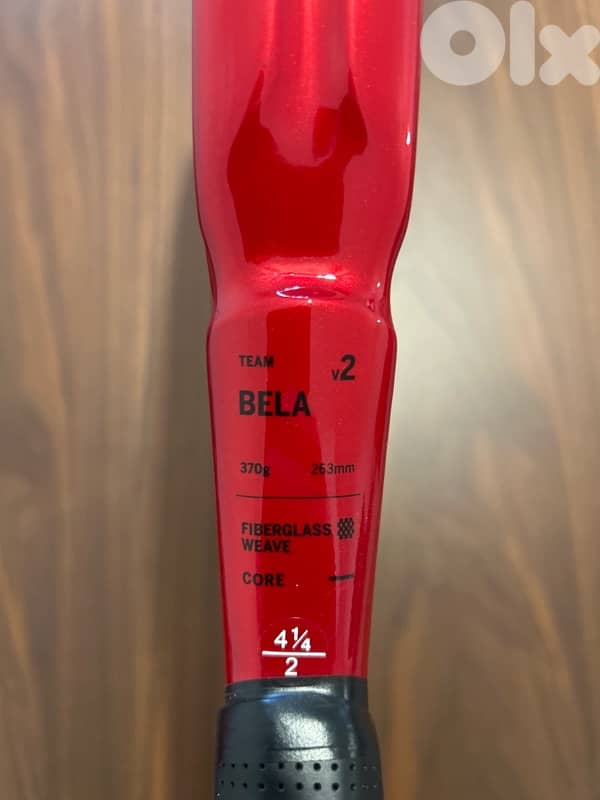 Olx
TEAM
v2
BELA
370g 263mm
FIBERGLASS
WEAVE
CORE
4 1/4
2